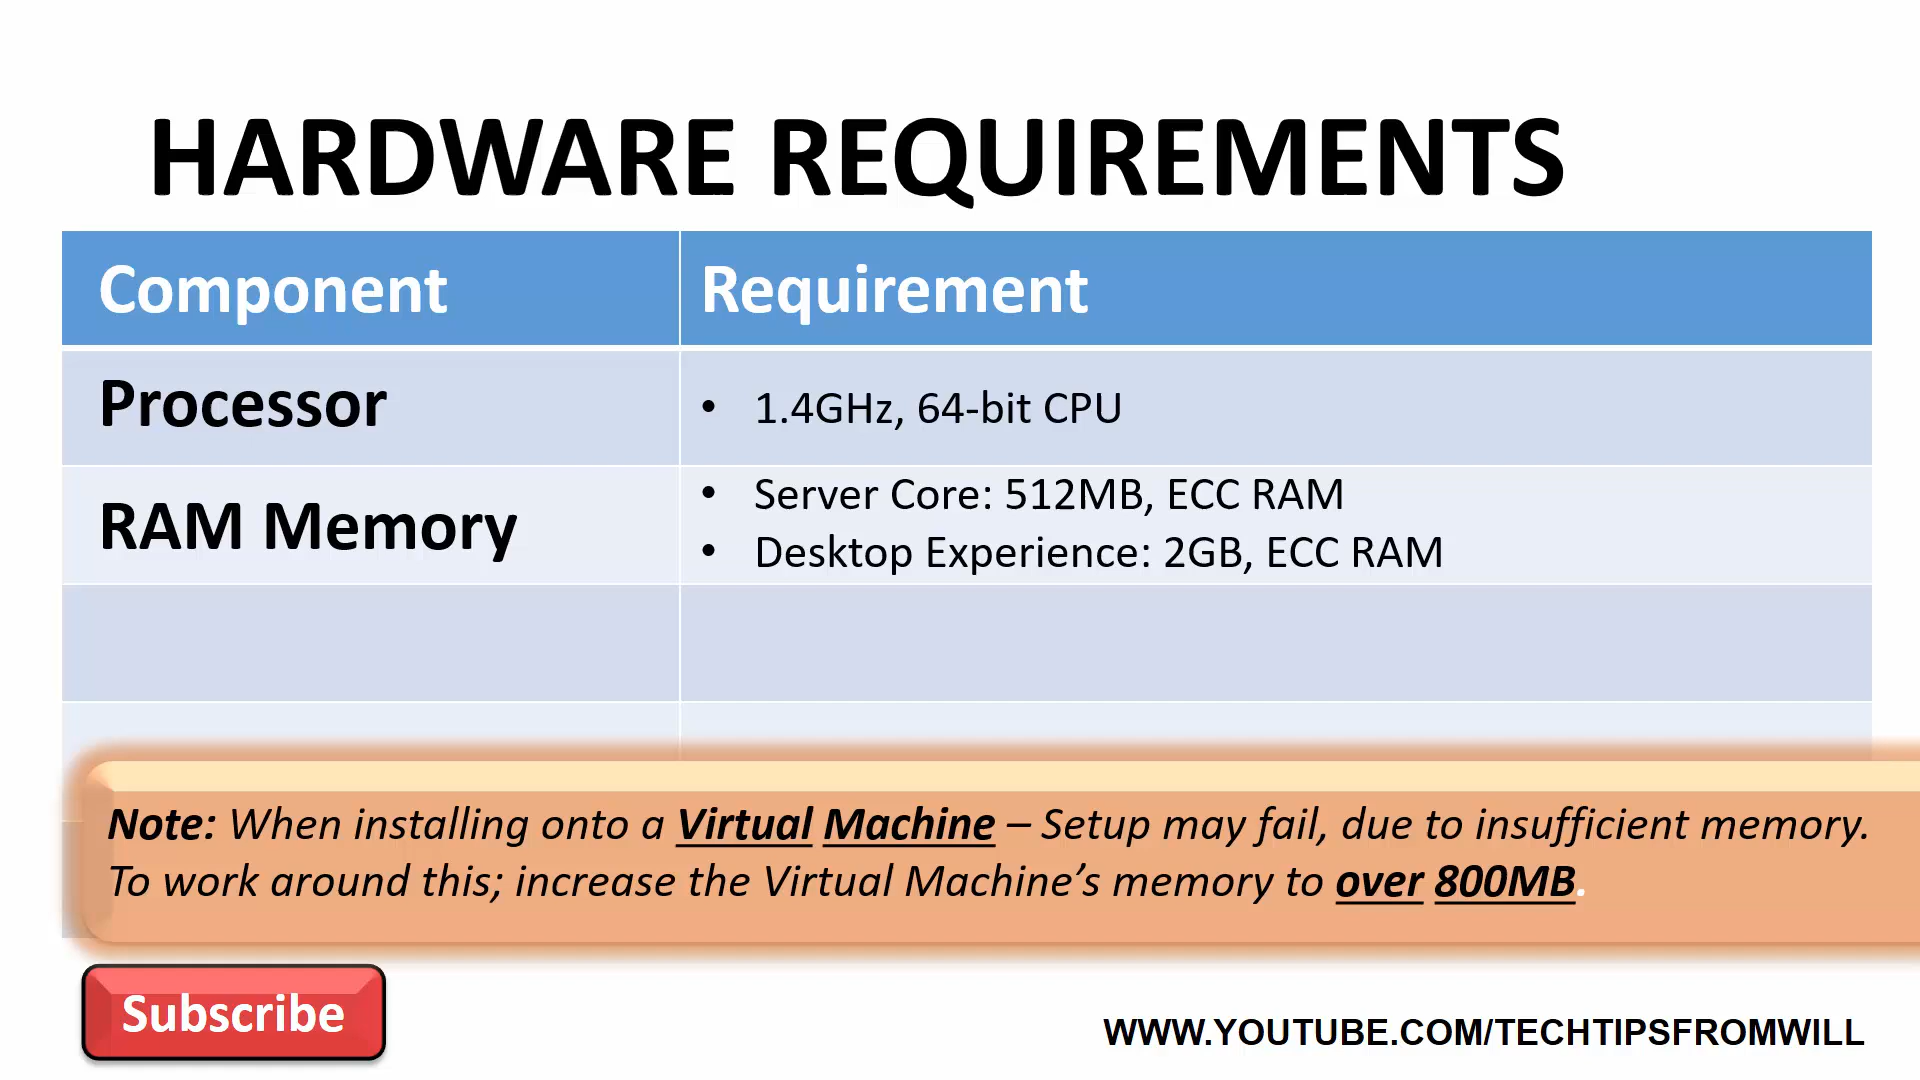 HARDWARE REQUIREMENTS
Component
Requirement
Processor
• 1.4GHz, 64-bit CPU
RAM Memory
• Server Core: 512MB, ECC RAM
• Desktop Experience: 2GB, ECC RAM
Note: When installing onto a Virtual Machine – Setup may fail, due to insufficient memory.
To work around this; increase the Virtual Machine’s memory to over 800MB.
Subscribe
WWW.YOUTUBE.COM/TECHTIPSFROMWILL